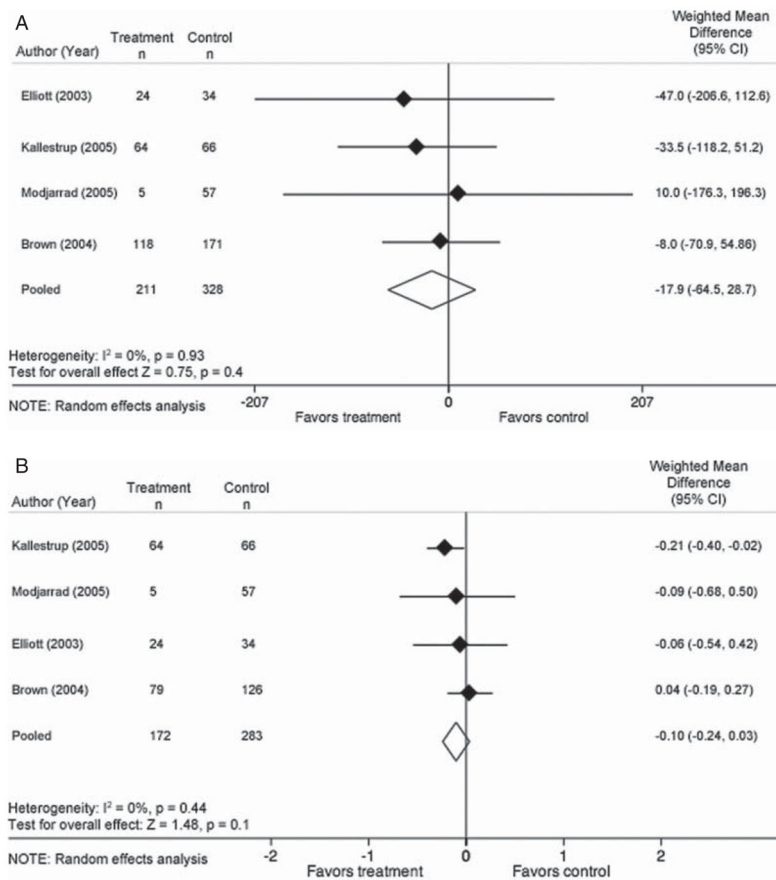 A
Author (Year) Treatment n Control n Weighted Mean Difference (95% CI)
Elliott (2003) 24 34 -47.0 (-206.6, 112.6)
Kallestrup (2005) 64 66 -33.5 (-118.2, 51.2)
Modjarrad (2005) 5 57 10.0 (-176.3, 196.3)
Brown (2004) 118 171 -8.0 (-70.9, 54.86)
Pooled 211 328 -17.9 (-64.5, 28.7)
Heterogeneity: I² = 0%, p = 0.93
Test for overall effect Z = 0.75, p = 0.4
NOTE: Random effects analysis
-207 0 207
Favors treatment Favors control
B
Author (Year) Treatment n Control n Weighted Mean Difference (95% CI)
Kallestrup (2005) 64 66 -0.21 (-0.40, -0.02)
Modjarrad (2005) 5 57 -0.09 (-0.68, 0.50)
Elliott (2003) 24 34 -0.06 (-0.54, 0.42)
Brown (2004) 79 126 0.04 (-0.19, 0.27)
Pooled 172 283 -0.10 (-0.24, 0.03)
Heterogeneity: I² = 0%, p = 0.44
Test for overall effect: Z = 1.48, p = 0.1
NOTE: Random effects analysis
-2 -1 0 1 2
Favors treatment Favors control